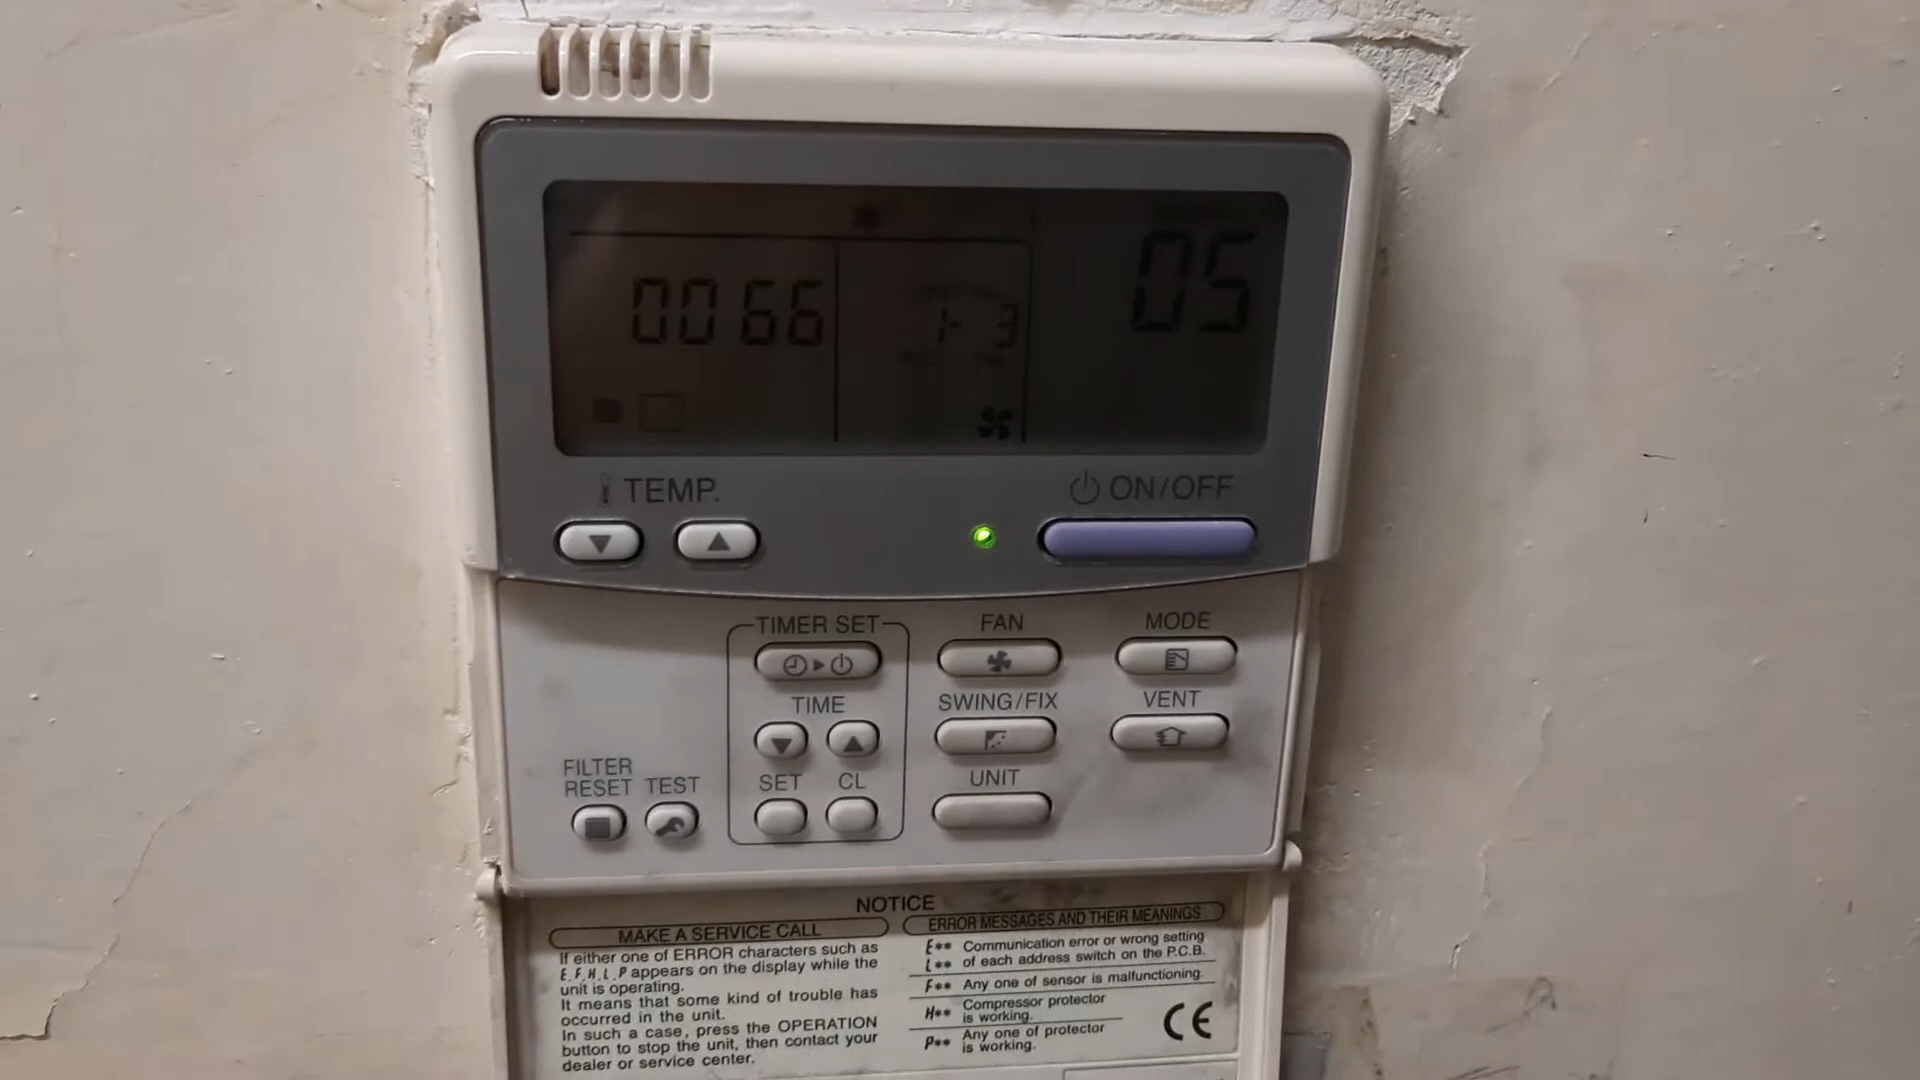 0066
1-3
05
TEMP.
ON/OFF
TIMER SET
FAN
MODE
TIME
SWING/FIX
VENT
FILTER
RESET
TEST
SET
CL
UNIT
NOTICE
MAKE A SERVICE CALL
If either one of ERROR characters such as
E,F,H,L,P appears on the display while the
unit is operating.
It means that some kind of trouble has
occurred in the unit.
In such a case, press the OPERATION
button to stop the unit, then contact your
dealer or service center.
ERROR MESSAGES AND THEIR MEANINGS
E** Communication error or wrong setting
L** of each address switch on the P.C.B.
F** Any one of sensor is malfunctioning.
H** Compressor protector
is working.
P** Any one of protector
is working.
CE